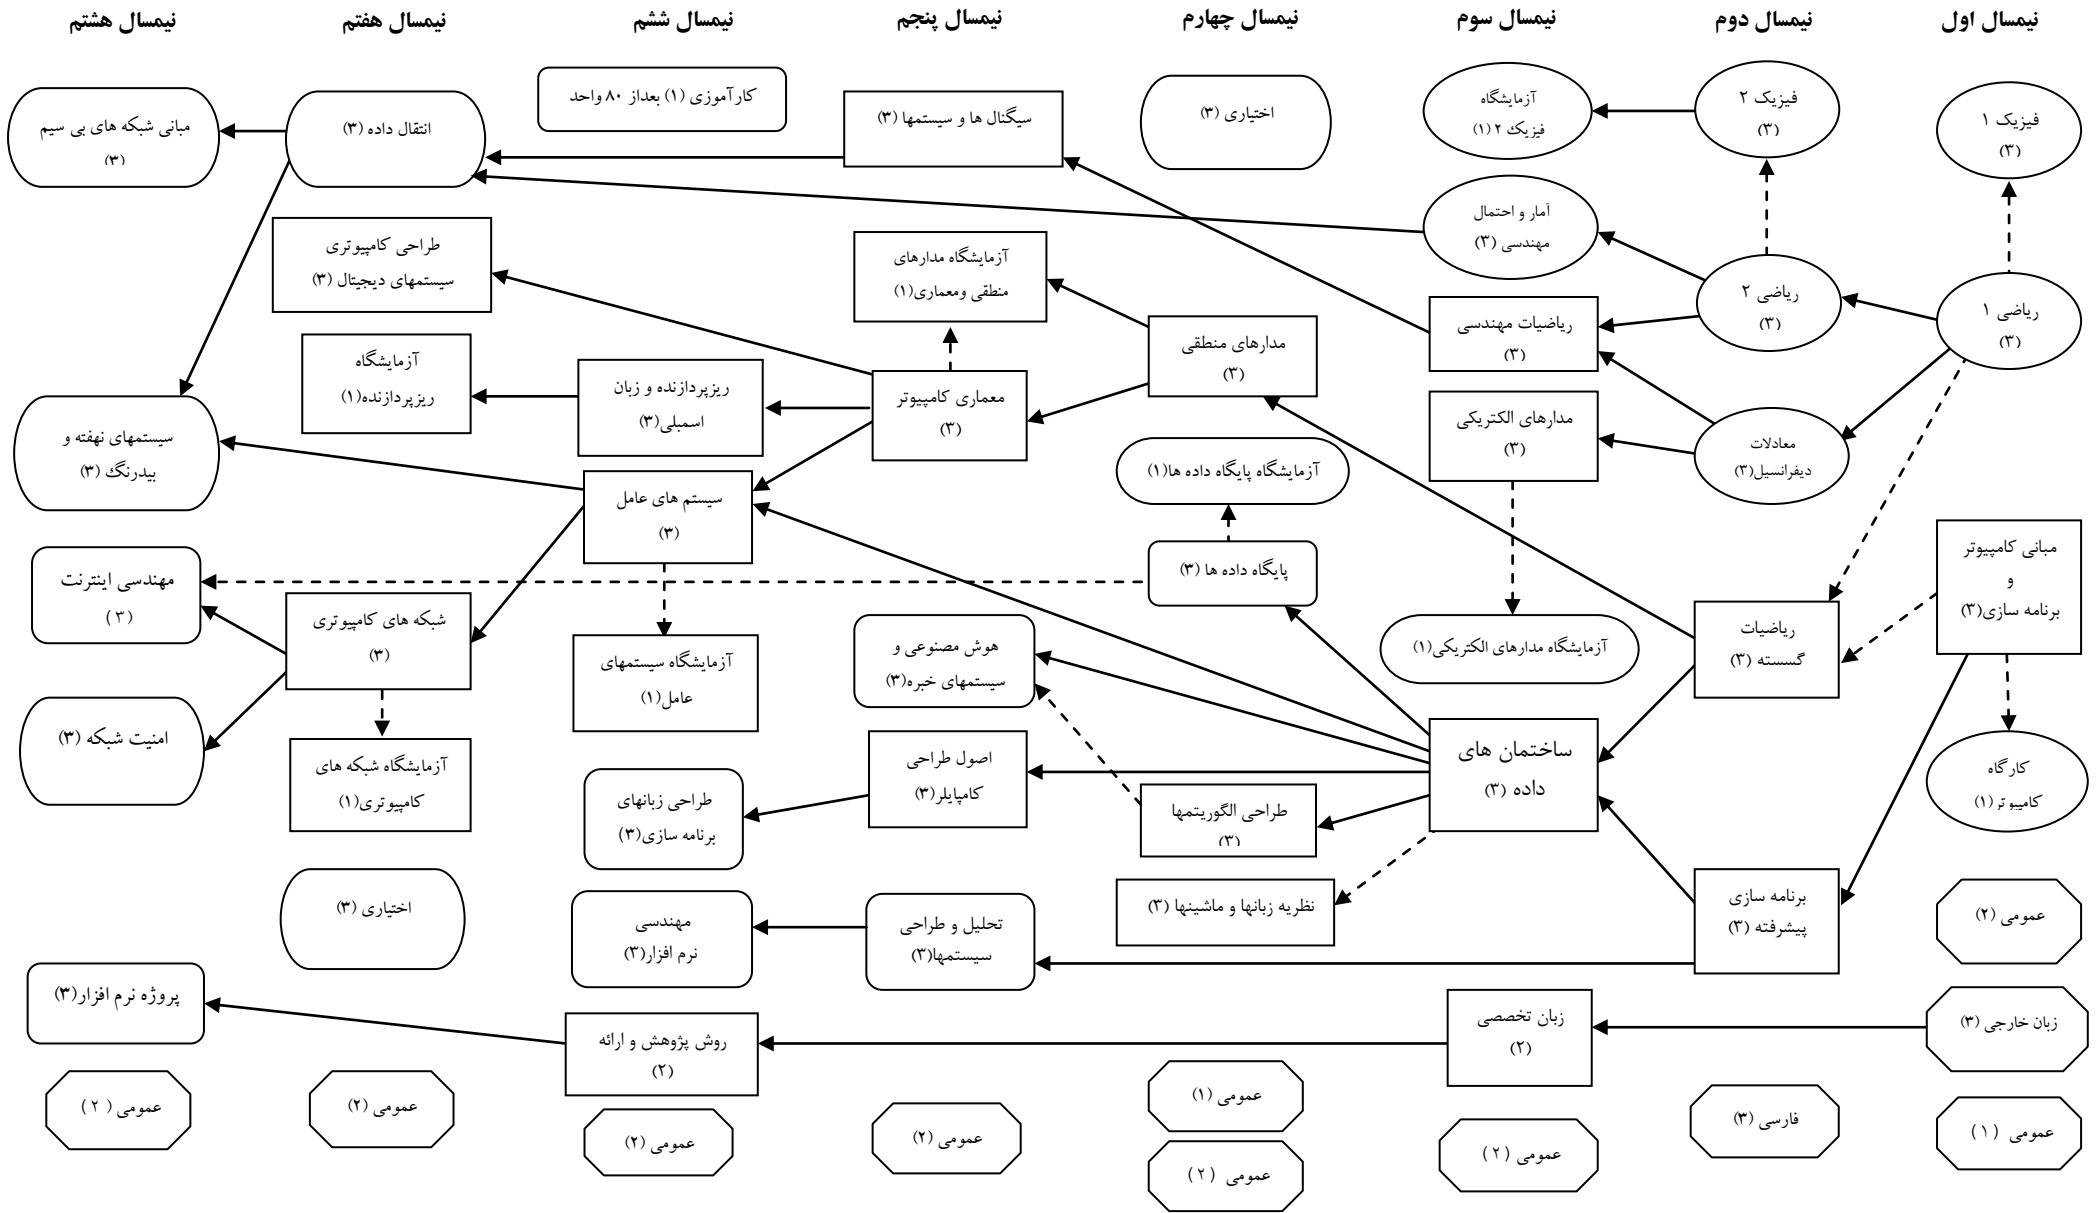 نیمسال اول
نیمسال دوم
نیمسال سوم
نیمسال چهارم
نیمسال پنجم
نیمسال ششم
نیمسال هفتم
نیمسال هشتم
فیزیک ۱
(۳)
ریاضی ۱
(۳)
مبانی کامپیوتر
و
برنامه سازی(۳)
کارگاه
کامپیوتر(۱)
عمومی (۲)
زبان خارجی (۳)
عمومی (۱)
فیزیک ۲
(۳)
ریاضی ۲
(۳)
معادلات
دیفرانسیل(۳)
ریاضیات
گسسته (۳)
برنامه سازی
پیشرفته (۳)
فارسی (۳)
آزمایشگاه
فیزیک ۲ (۱)
آمار و احتمال
مهندسی (۳)
ریاضیات مهندسی
(۳)
مدارهای الکتریکی
(۳)
آزمایشگاه مدارهای الکتریکی(۱)
ساختمان های
داده (۳)
زبان تخصصی
(۲)
عمومی (۲)
اختیاری (۳)
مدارهای منطقی
(۳)
آزمایشگاه پایگاه داده ها(۱)
پایگاه داده ها (۳)
طراحی الگوریتمها
(۳)
نظریه زبانها و ماشینها (۳)
عمومی (۱)
عمومی (۲)
سیگنال ها و سیستمها (۳)
آزمایشگاه مدارهای
منطقی ومعماری(۱)
معماری کامپیوتر
(۳)
هوش مصنوعی و
سیستمهای خبره(۳)
اصول طراحی
کامپایلر(۳)
تحلیل و طراحی
سیستمها(۳)
عمومی (۲)
کارآموزی (۱) بعداز ۸۰ واحد
ریزپردازنده و زبان
اسمبلی(۳)
سیستم های عامل
(۳)
آزمایشگاه سیستمهای
عامل(۱)
طراحی زبانهای
برنامه سازی(۳)
مهندسی
نرم افزار(۳)
روش پژوهش و ارائه
(۲)
عمومی (۲)
انتقال داده (۳)
طراحی کامپیوتری
سیستمهای دیجیتال (۳)
آزمایشگاه
ریزپردازنده(۱)
شبکه های کامپیوتری
(۳)
آزمایشگاه شبکه های
کامپیوتری(۱)
اختیاری (۳)
عمومی (۲)
مبانی شبکه های بی سیم
(۳)
سیستمهای نهفته و
بیدرنگ (۳)
مهندسی اینترنت
(۳)
امنیت شبکه (۳)
پروژه نرم افزار(۳)
عمومی (۲)